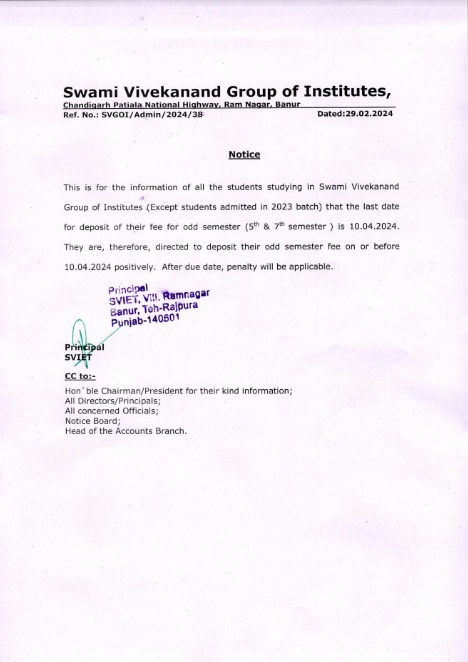 Swami Vivekanand Group of Institutes,
Chandigarh Patiala National Highway, Ram Nagar, Banur
Ref. No.: SVGOI/Admin/2024/38 Dated:29.02.2024
Notice
This is for the information of all the students studying in Swami Vivekanand
Group of Institutes (Except students admitted in 2023 batch) that the last date
for deposit of their fee for odd semester (5th & 7th semester ) is 10.04.2024.
They are, therefore, directed to deposit their odd semester fee on or before
10.04.2024 positively. After due date, penalty will be applicable.
Principal
SVIET, Vill. Ramnagar
Banur, Teh-Rajpura
Punjab-140601
Principal
SVIET
CC to:-
Hon`ble Chairman/President for their kind information;
All Directors/Principals;
All concerned Officials;
Notice Board;
Head of the Accounts Branch.